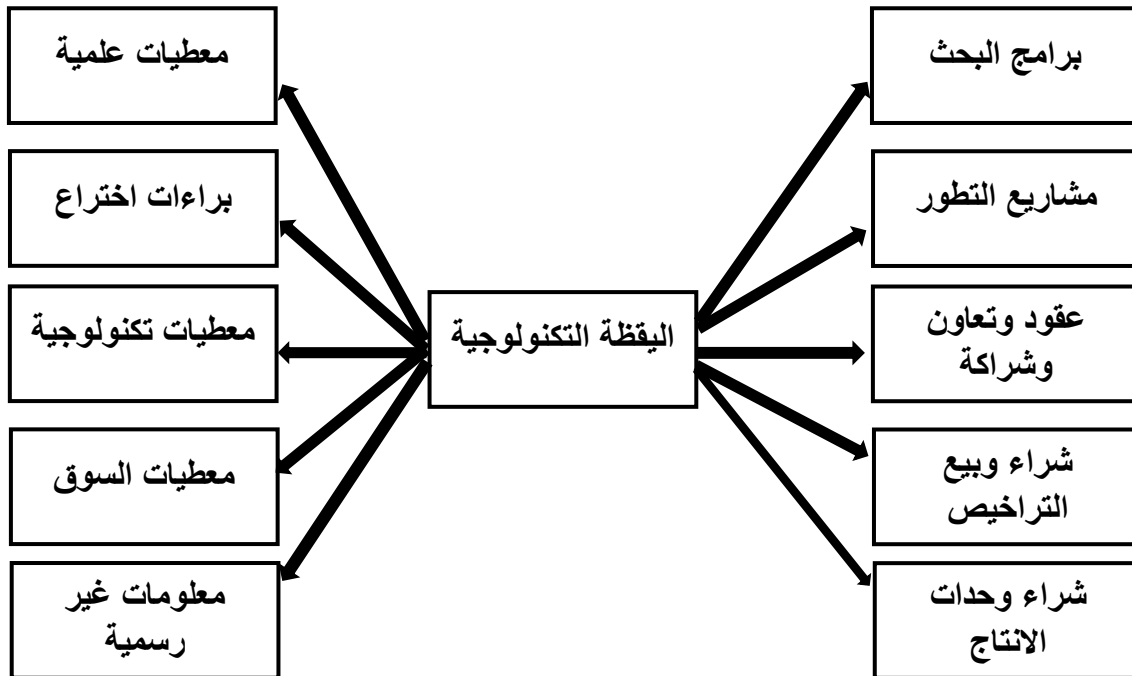 برامج البحث
مشاريع التطور
عقود وتعاون
وشراكة
شراء وبيع
التراخيص
شراء وحدات
الانتاج
اليقظة التكنولوجية
معطيات علمية
براءات اختراع
معطيات تكنولوجية
معطيات السوق
معلومات غير
رسمية